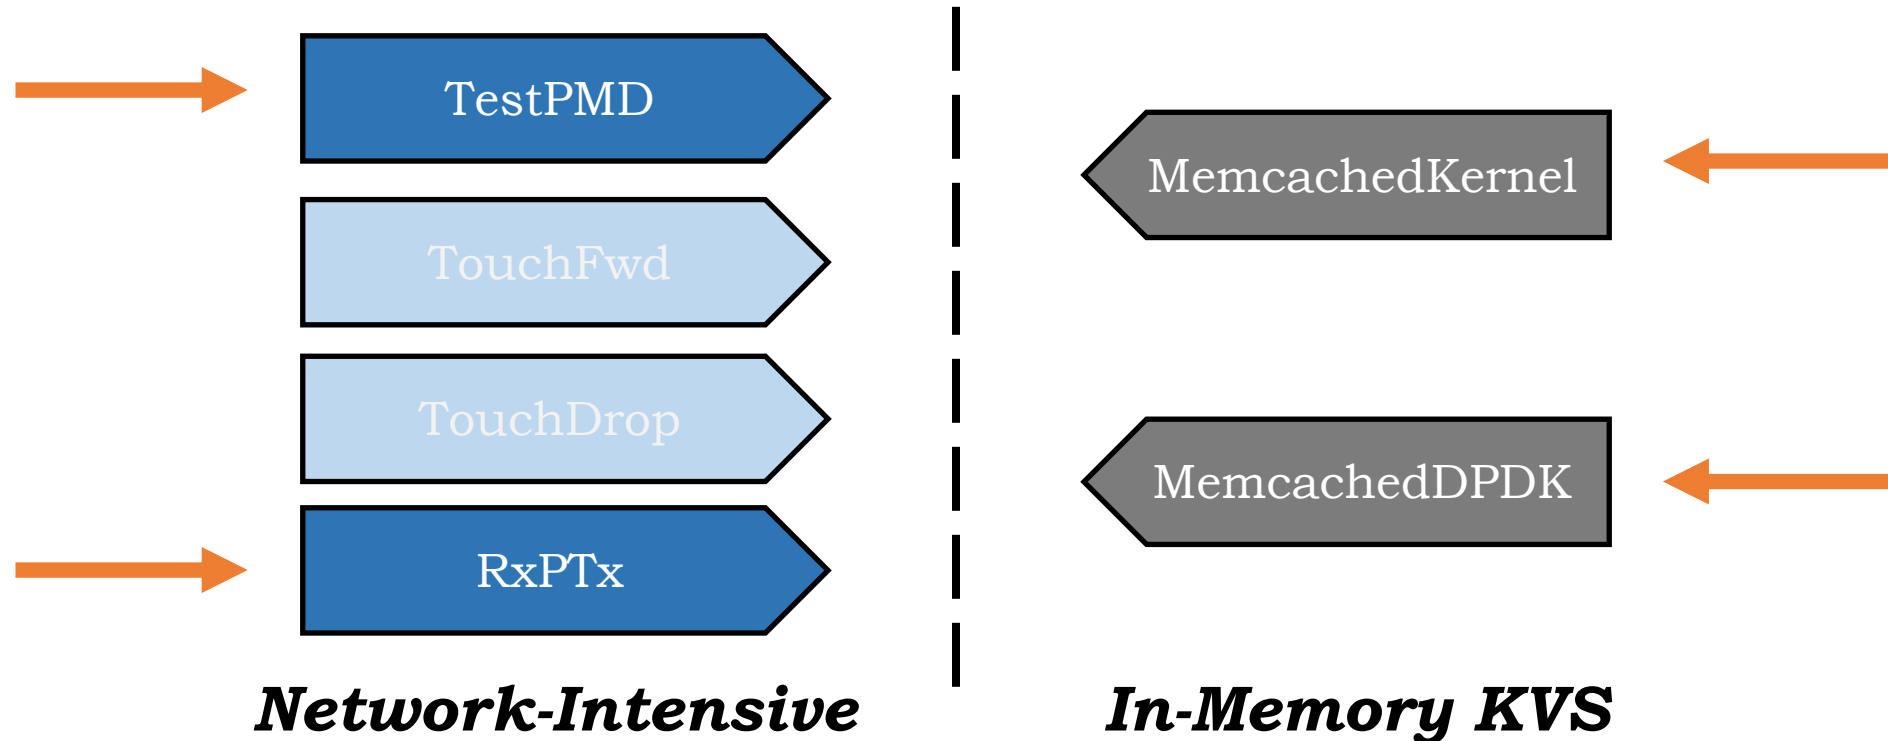 TestPMD
TouchFwd
TouchDrop
RxPTx
Network-Intensive
MemcachedKernel
MemcachedDPDK
In-Memory KVS